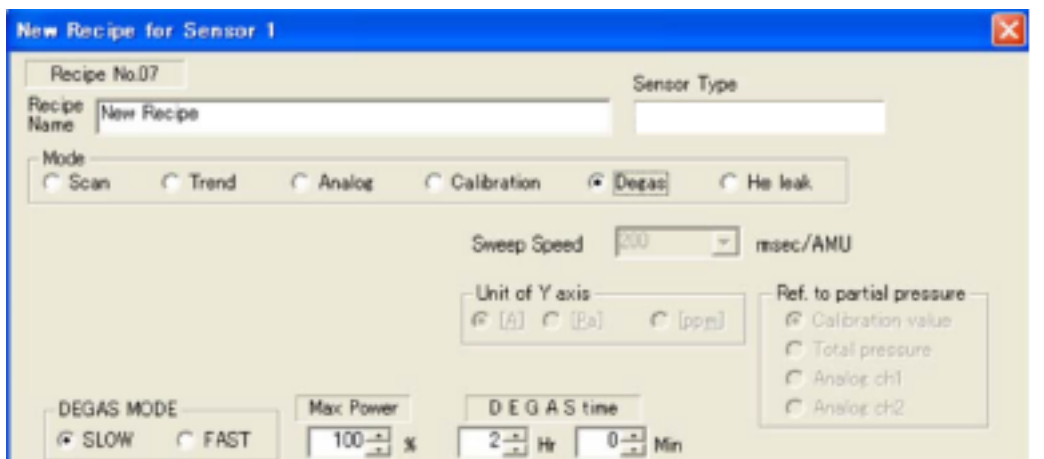 New Recipe for Sensor 1
Recipe No.07
Sensor Type
Recipe Name New Recipe
Mode
Scan Trend Analog Calibration Degas He leak
Sweep Speed 200 msec/AMU
Unit of Y axis
[A] [Pa] [ppm]
Ref. to partial pressure
Calibration value
Total pressure
Analog ch1
Analog ch2
DEGAS MODE
SLOW FAST
Max Power
100 %
DEGAS time
2 Hr 0 Min